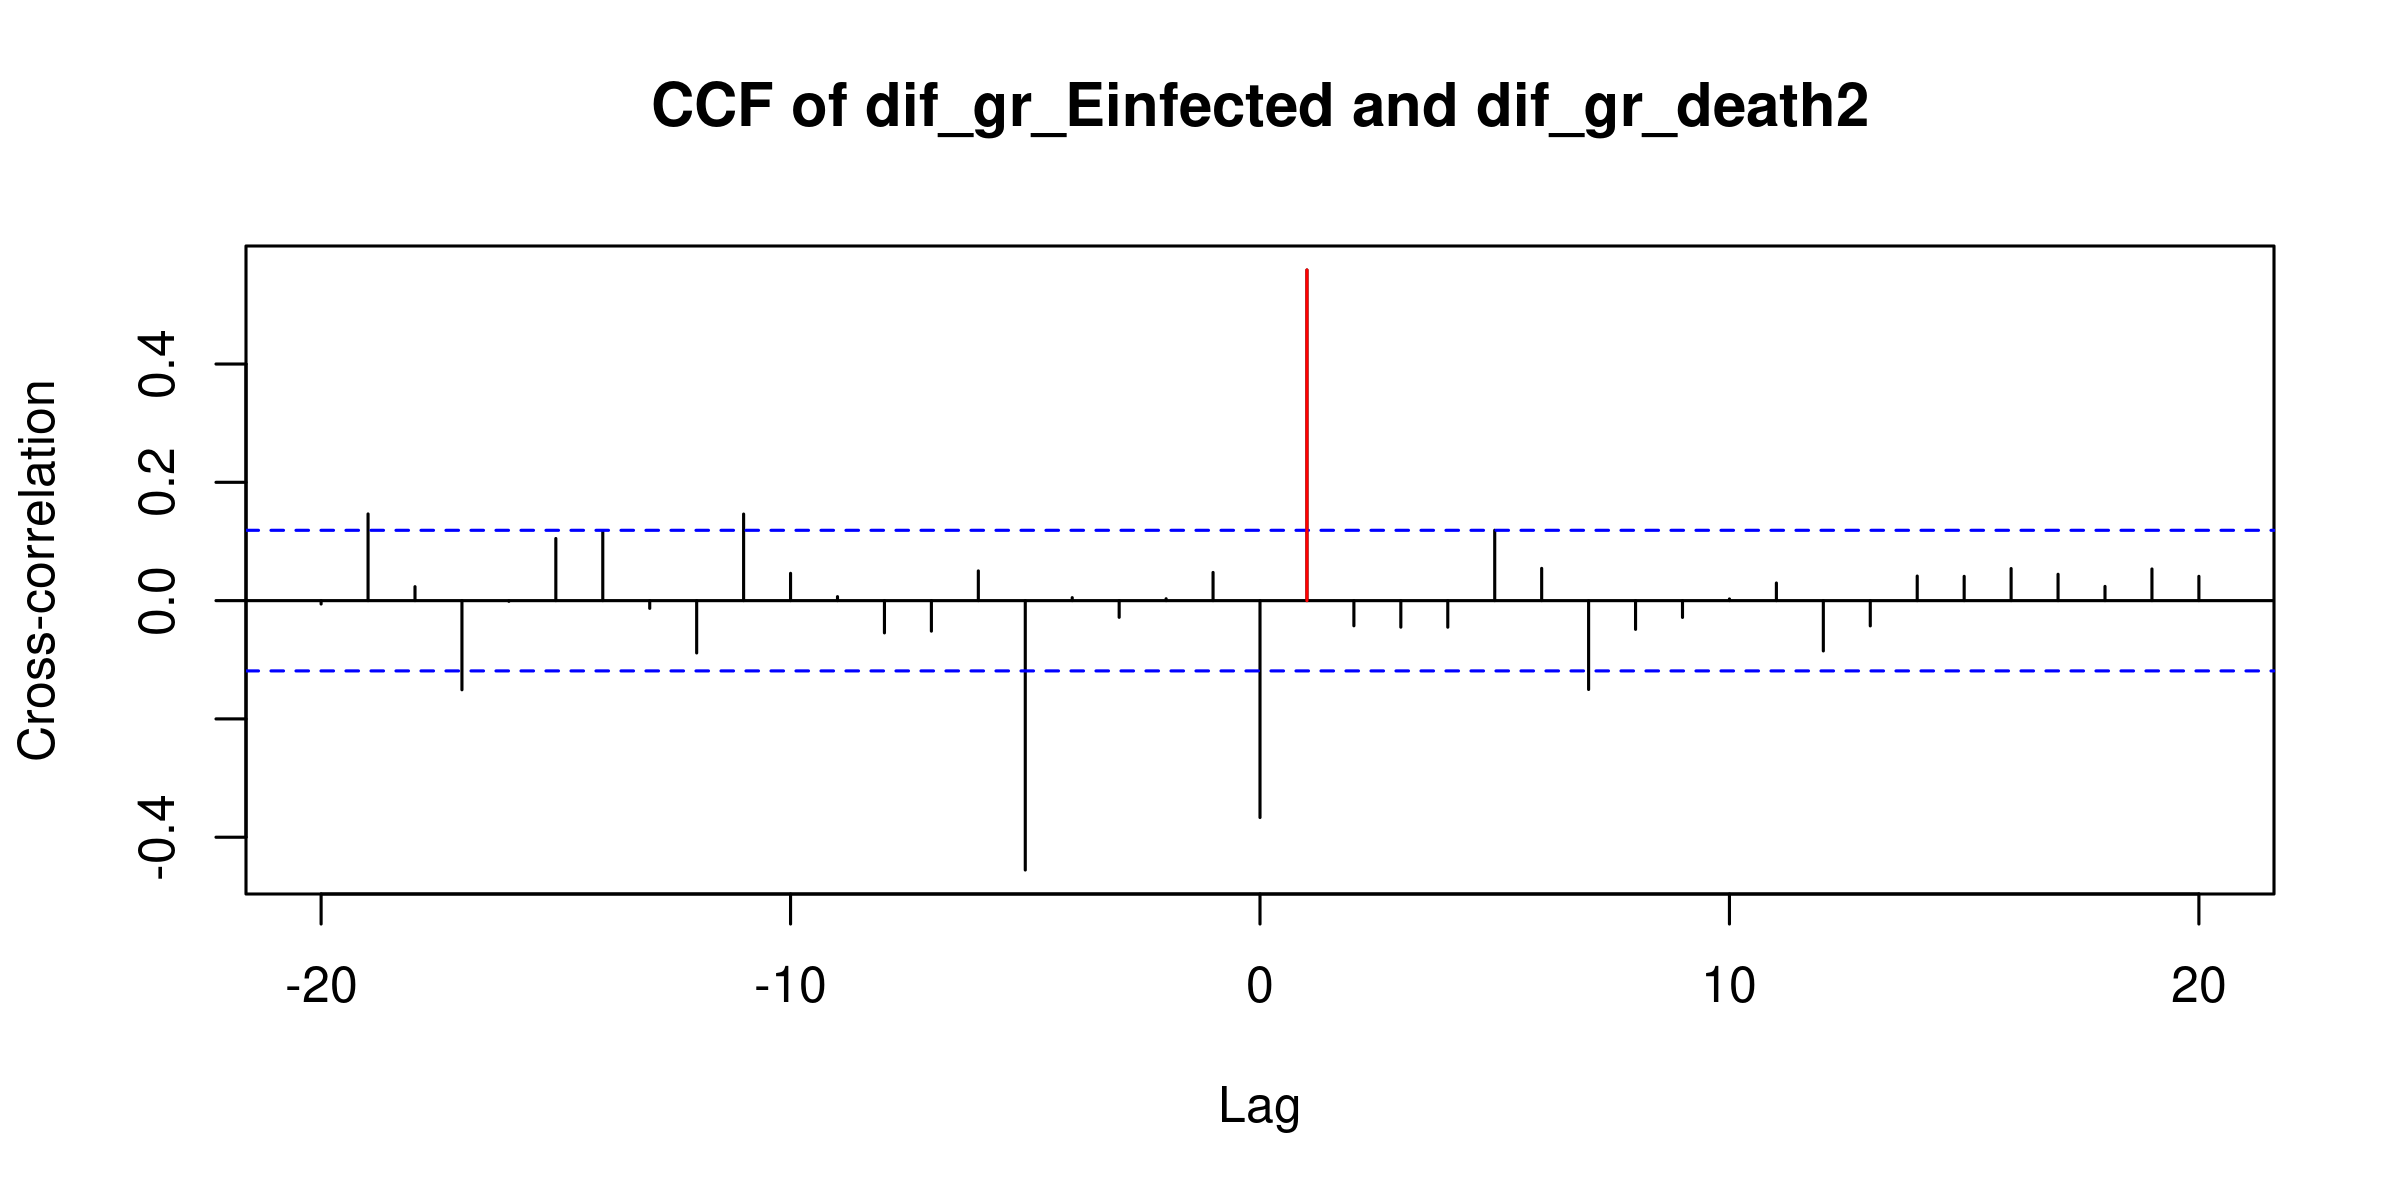 CCF of dif_gr_Einfected and dif_gr_death2
Cross-correlation
0.4
0.2
0.0
-0.4
-20 -10 0 10 20
Lag